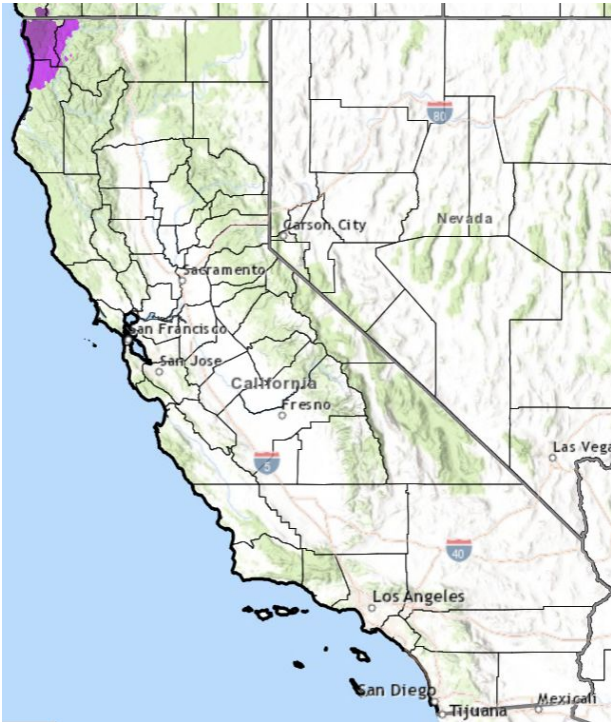 80
Carson City
Nevada
Sacramento
San Francisco
San Jose
California
Fresno
Las Vega
5
40
Los Angeles
San Diego
Tijuana
Mexicali